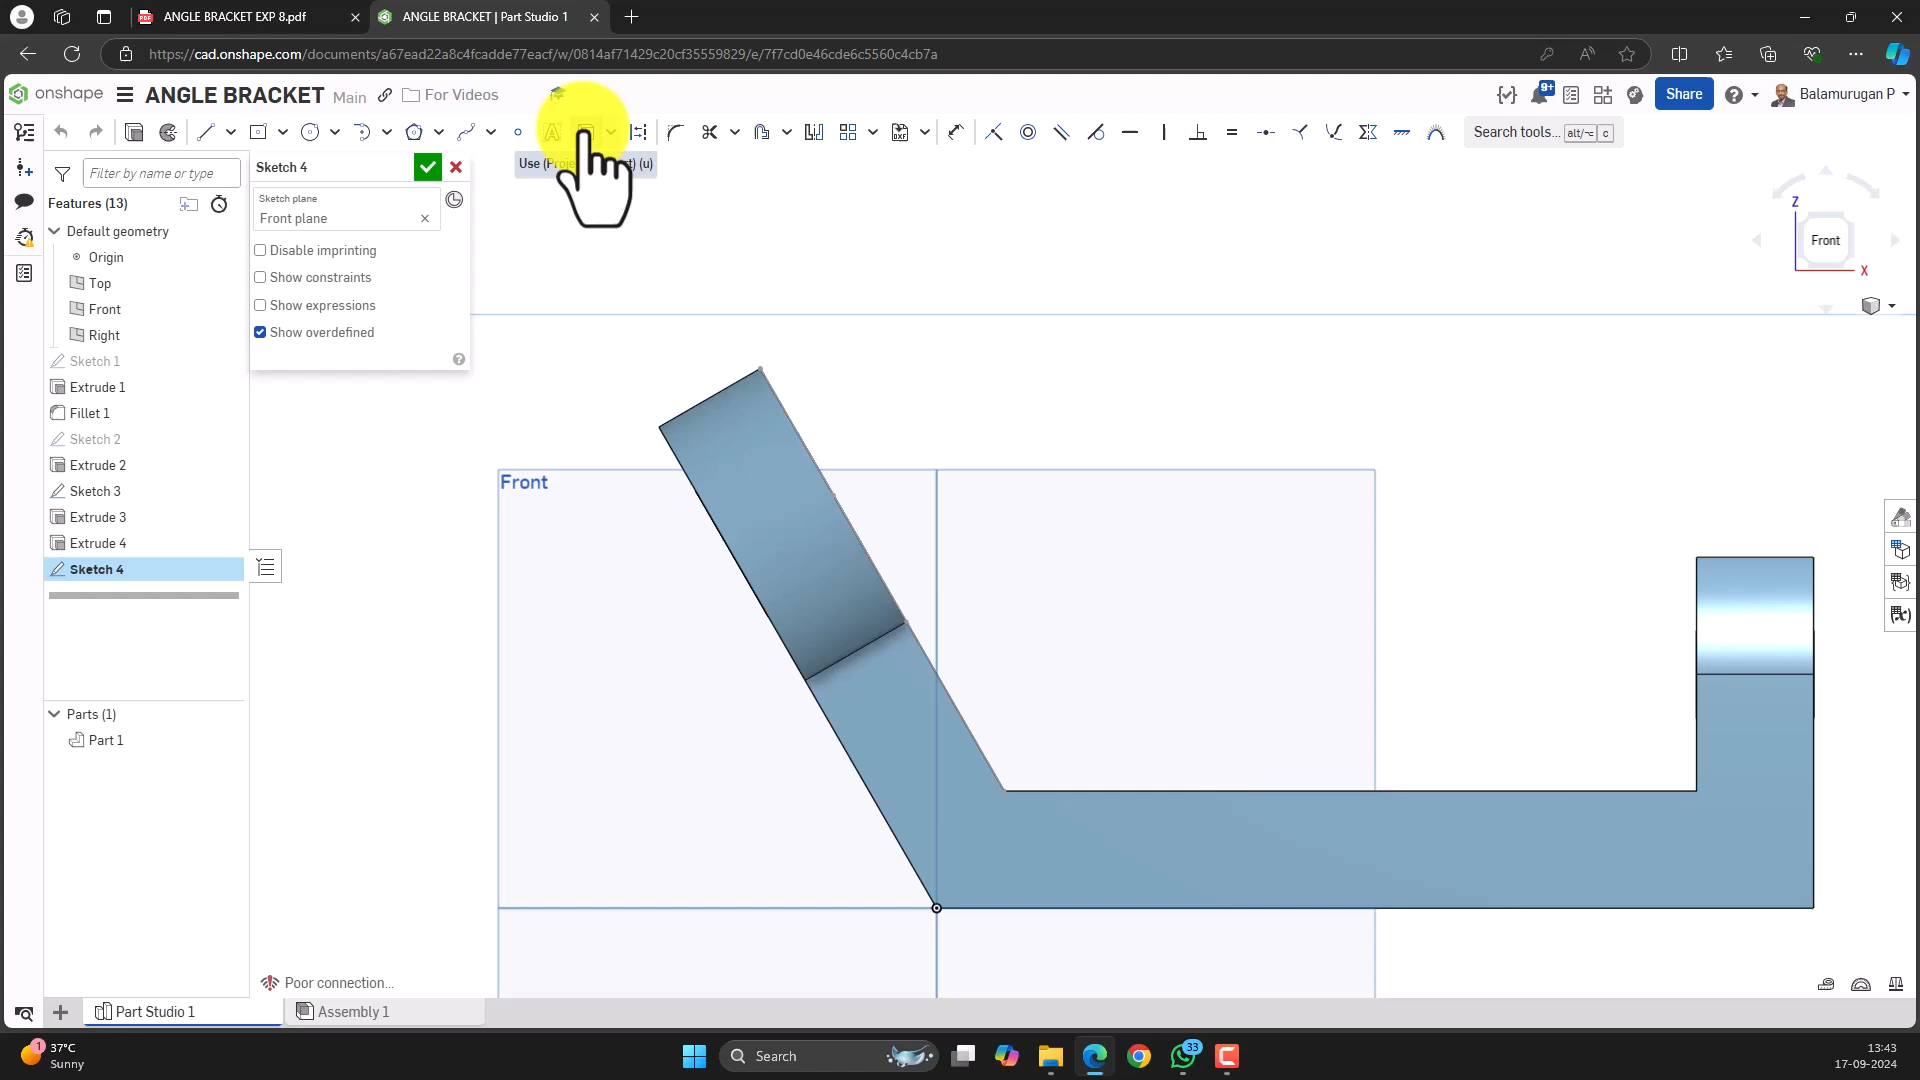 ANGLE BRACKET EXP 8.pdf
ANGLE BRACKET | Part Studio 1
https://cad.onshape.com/documents/a67ead22a8c4fcadde77eacf/w/0814af71429c20cf35559829/e/7f7cd0e46cde6c5560c4cb7a
onshape
ANGLE BRACKET
Main
For Videos
9+
Share
Balamurugan P
Search tools... alt/⌥ c
Use (Proje t) (u)
Filter by name or type
Features (13)
Default geometry
Origin
Top
Front
Right
Sketch 1
Extrude 1
Fillet 1
Sketch 2
Extrude 2
Sketch 3
Extrude 3
Extrude 4
Sketch 4
Parts (1)
Part 1
Sketch 4
Sketch plane
Front plane
Disable imprinting
Show constraints
Show expressions
Show overdefined
Z
Front
X
Front
Poor connection...
Part Studio 1
Assembly 1
1
37°C
Sunny
Search
33
13:43
17-09-2024